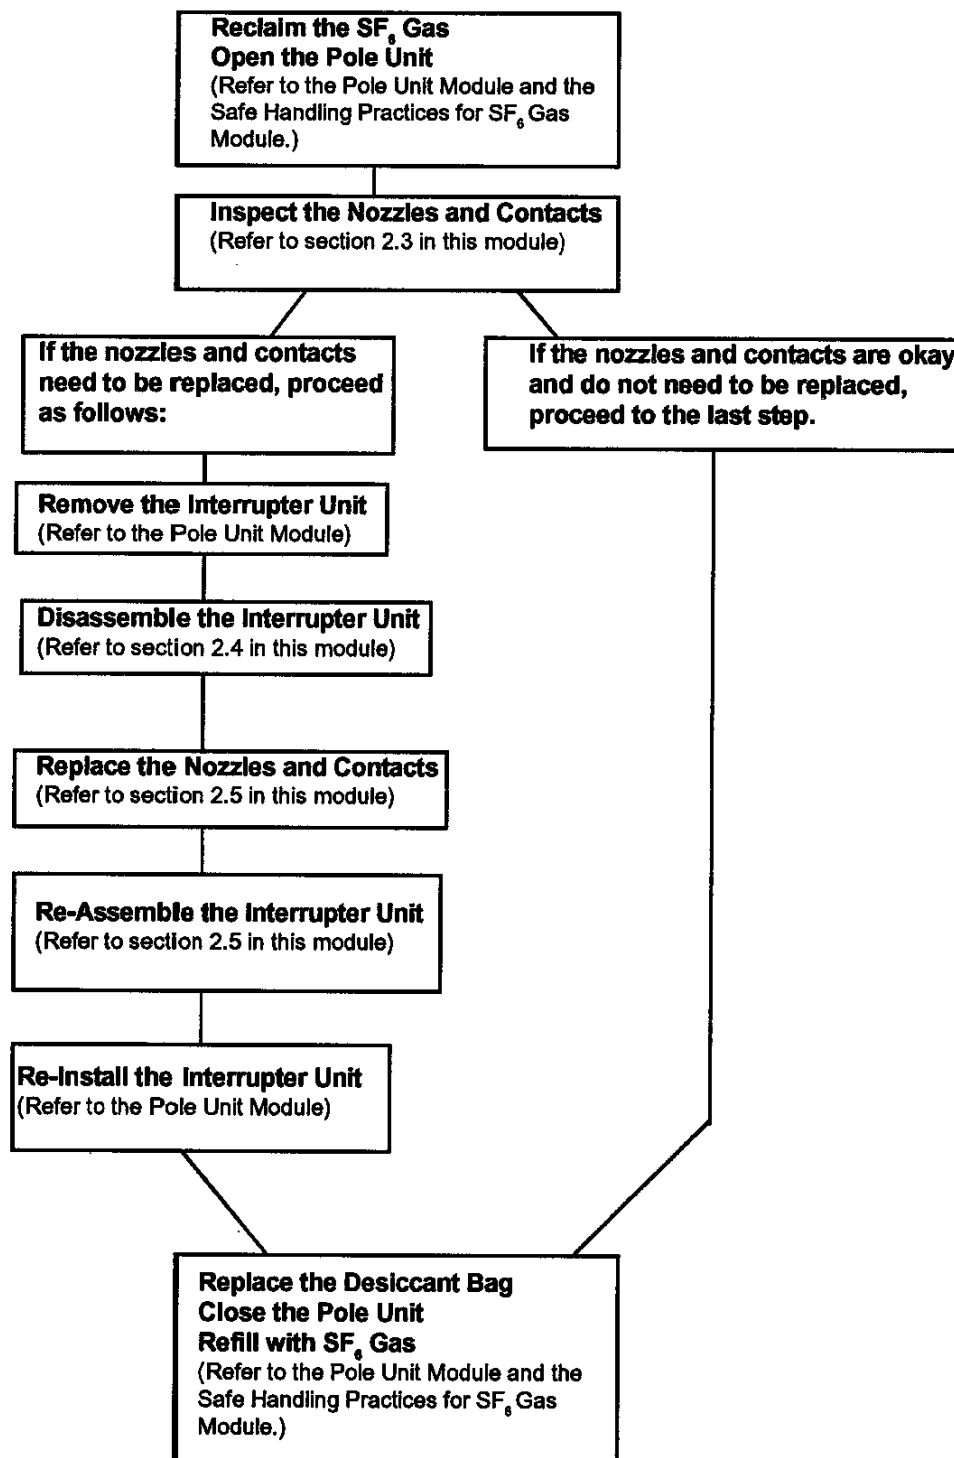 Reclaim the SF₆ Gas
Open the Pole Unit
(Refer to the Pole Unit Module and the
Safe Handling Practices for SF₆ Gas
Module.)
Inspect the Nozzles and Contacts
(Refer to section 2.3 in this module)
If the nozzles and contacts
need to be replaced, proceed
as follows:
If the nozzles and contacts are okay
and do not need to be replaced,
proceed to the last step.
Remove the Interrupter Unit
(Refer to the Pole Unit Module)
Disassemble the Interrupter Unit
(Refer to section 2.4 in this module)
Replace the Nozzles and Contacts
(Refer to section 2.5 in this module)
Re-Assemble the Interrupter Unit
(Refer to section 2.5 in this module)
Re-Install the Interrupter Unit
(Refer to the Pole Unit Module)
Replace the Desiccant Bag
Close the Pole Unit
Refill with SF₆ Gas
(Refer to the Pole Unit Module and the
Safe Handling Practices for SF₆ Gas
Module.)